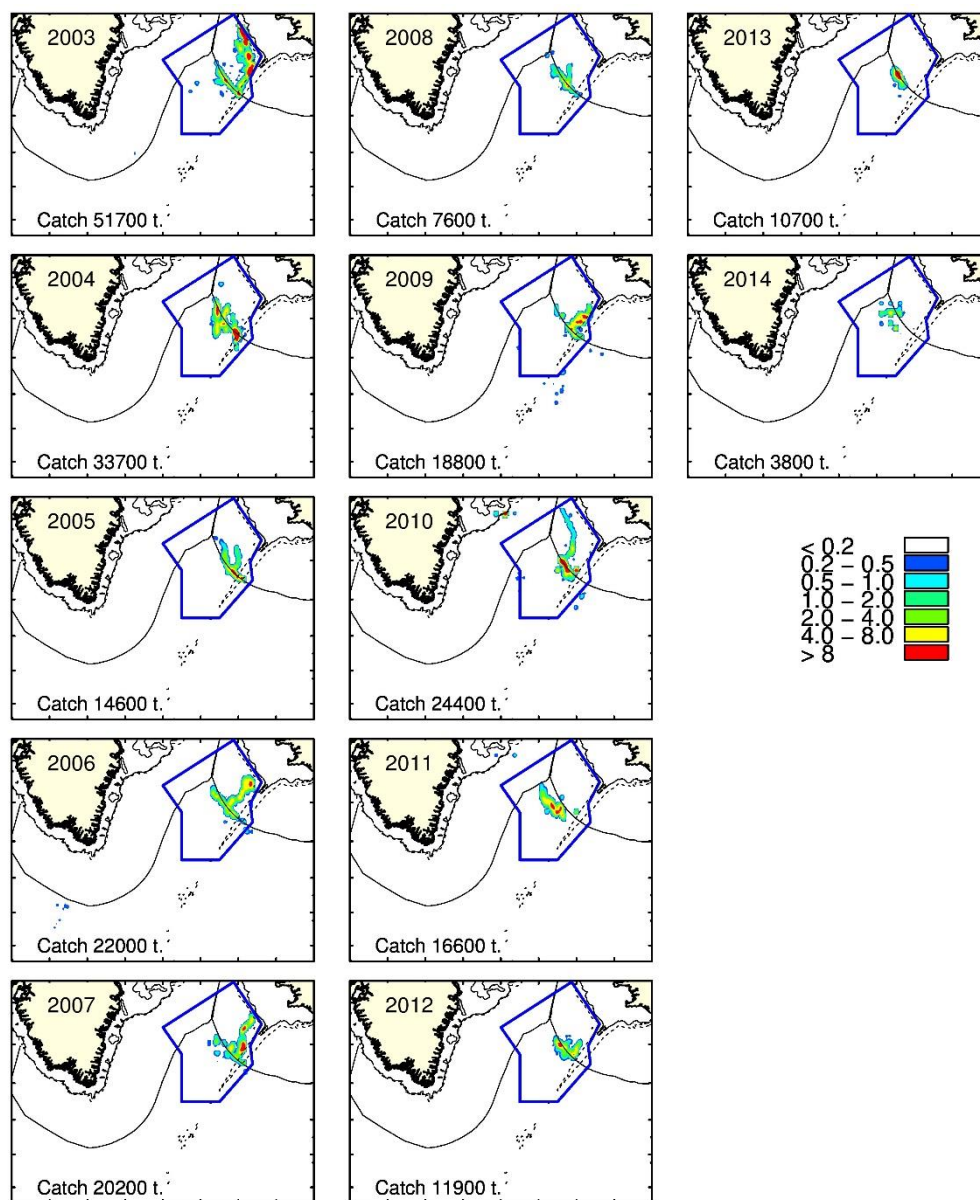 2003
Catch 51700 t.
2004
Catch 33700 t.
2005
Catch 14600 t.
2006
Catch 22000 t.
2007
Catch 20200 t.
2008
Catch 7600 t.
2009
Catch 18800 t.
2010
Catch 24400 t.
2011
Catch 16600 t.
2012
Catch 11900 t.
2013
Catch 10700 t.
2014
Catch 3800 t.
< 0.2
0.2 – 0.5
0.5 – 1.0
1.0 – 2.0
2.0 – 4.0
4.0 – 8.0
> 8